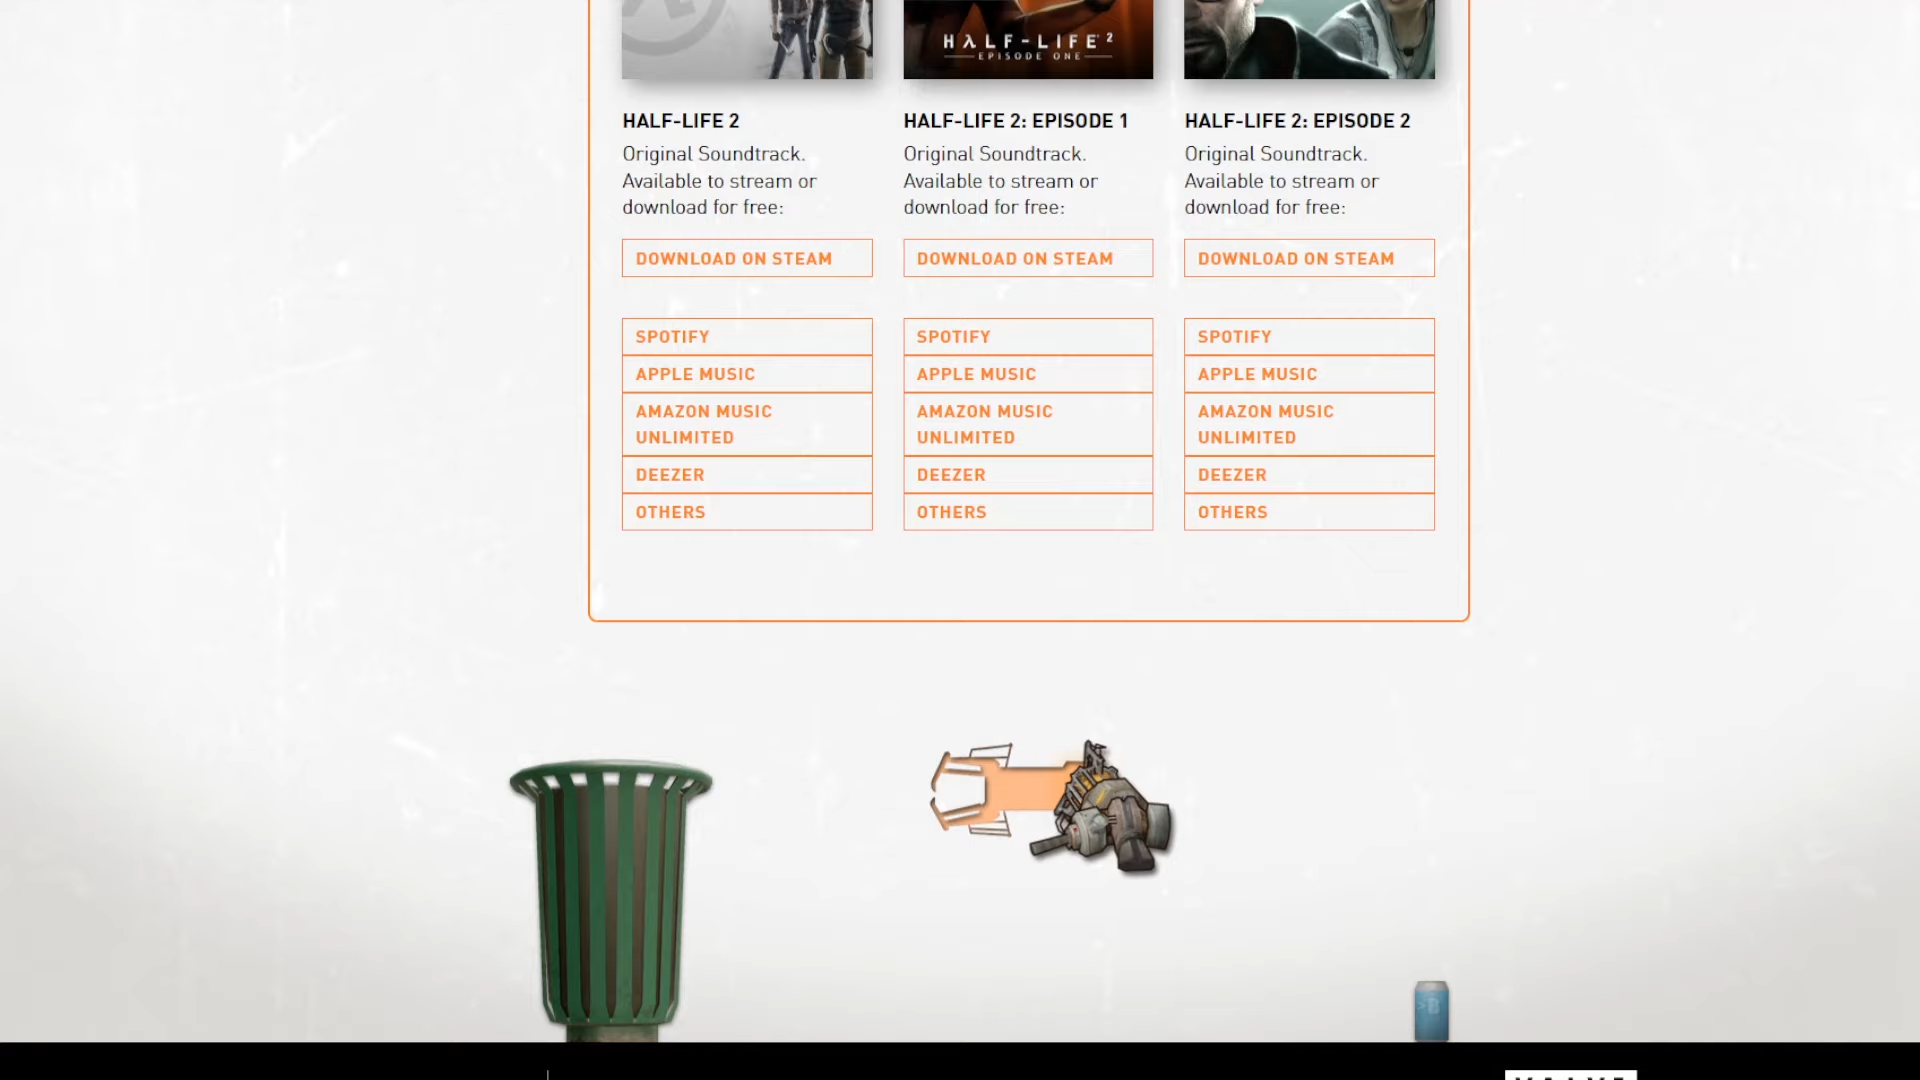 HλLF-LIFE²
EPISODE ONE
HALF-LIFE 2
Original Soundtrack.
Available to stream or
download for free:
DOWNLOAD ON STEAM
SPOTIFY
APPLE MUSIC
AMAZON MUSIC
UNLIMITED
DEEZER
OTHERS
HALF-LIFE 2: EPISODE 1
Original Soundtrack.
Available to stream or
download for free:
DOWNLOAD ON STEAM
SPOTIFY
APPLE MUSIC
AMAZON MUSIC
UNLIMITED
DEEZER
OTHERS
HALF-LIFE 2: EPISODE 2
Original Soundtrack.
Available to stream or
download for free:
DOWNLOAD ON STEAM
SPOTIFY
APPLE MUSIC
AMAZON MUSIC
UNLIMITED
DEEZER
OTHERS